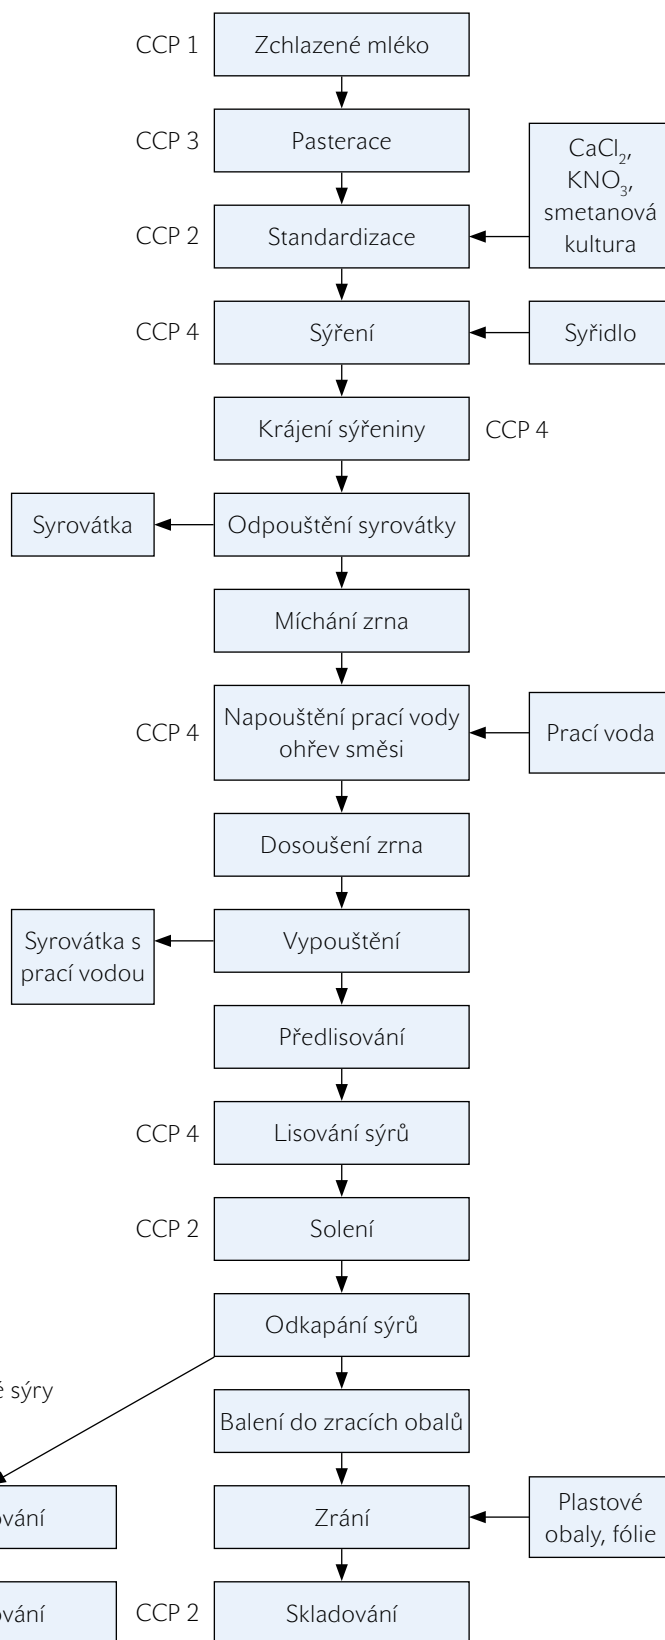 CCP 1
Zchlazené mléko
CCP 3
Pasterace
CaCl₂,
KNO₃,
smetanová
kultura
CCP 2
Standardizace
CCP 4
Sýření
Syřidlo
Krájení sýřeniny
CCP 4
Syrovátka
Odpouštění syrovátky
Míchání zrna
CCP 4
Napouštění prací vody
ohřev směsi
Prací voda
Dosoušení zrna
Syrovátka s
prací vodou
Vypouštění
Předlisování
CCP 4
Lisování sýrů
CCP 2
Solení
Odkapání sýrů
sýry
Balení do zracích obalů
Zrání
Plastové
obaly, fólie
CCP 2
Skladování